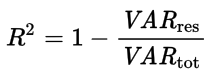 R² = 1 − VAR_res / VAR_tot